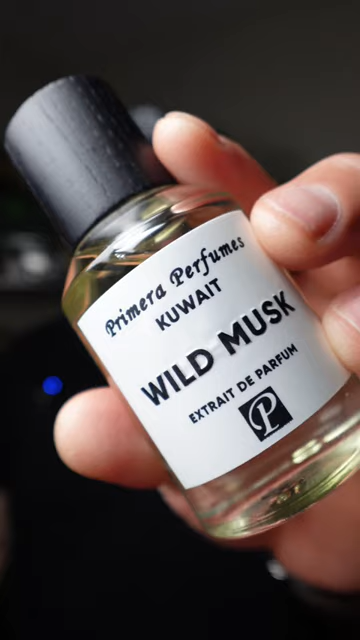 Primera Perfumes
KUWAIT
WILD MUSK
EXTRAIT DE PARFUM
P